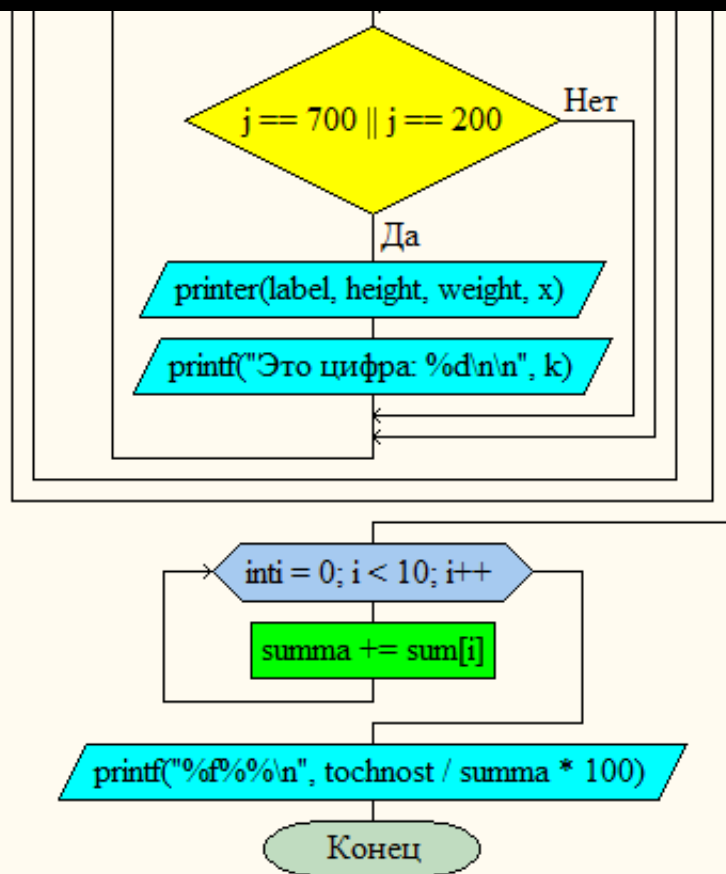 j == 700 || j == 200
Нет
Да
printer(label, height, weight, x)
printf("Это цифра: %d\n\n", k)
inti = 0; i < 10; i++
summa += sum[i]
printf("%f%%\n", tochnost / summa * 100)
Конец